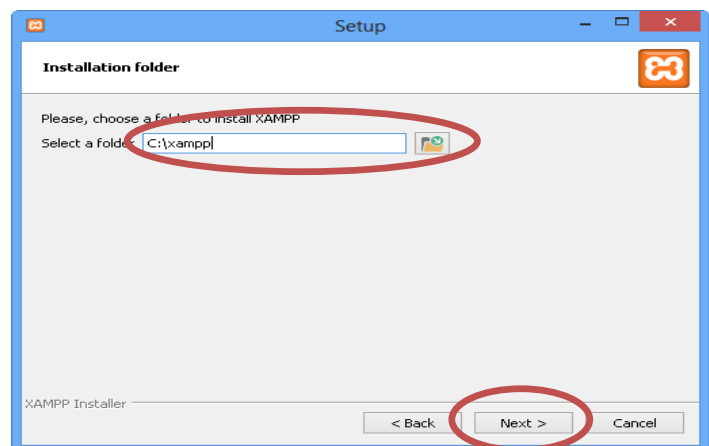 Setup
Installation folder
Please, choose a folder to install XAMPP
Select a folder C:\xampp
XAMPP Installer
< Back Next > Cancel